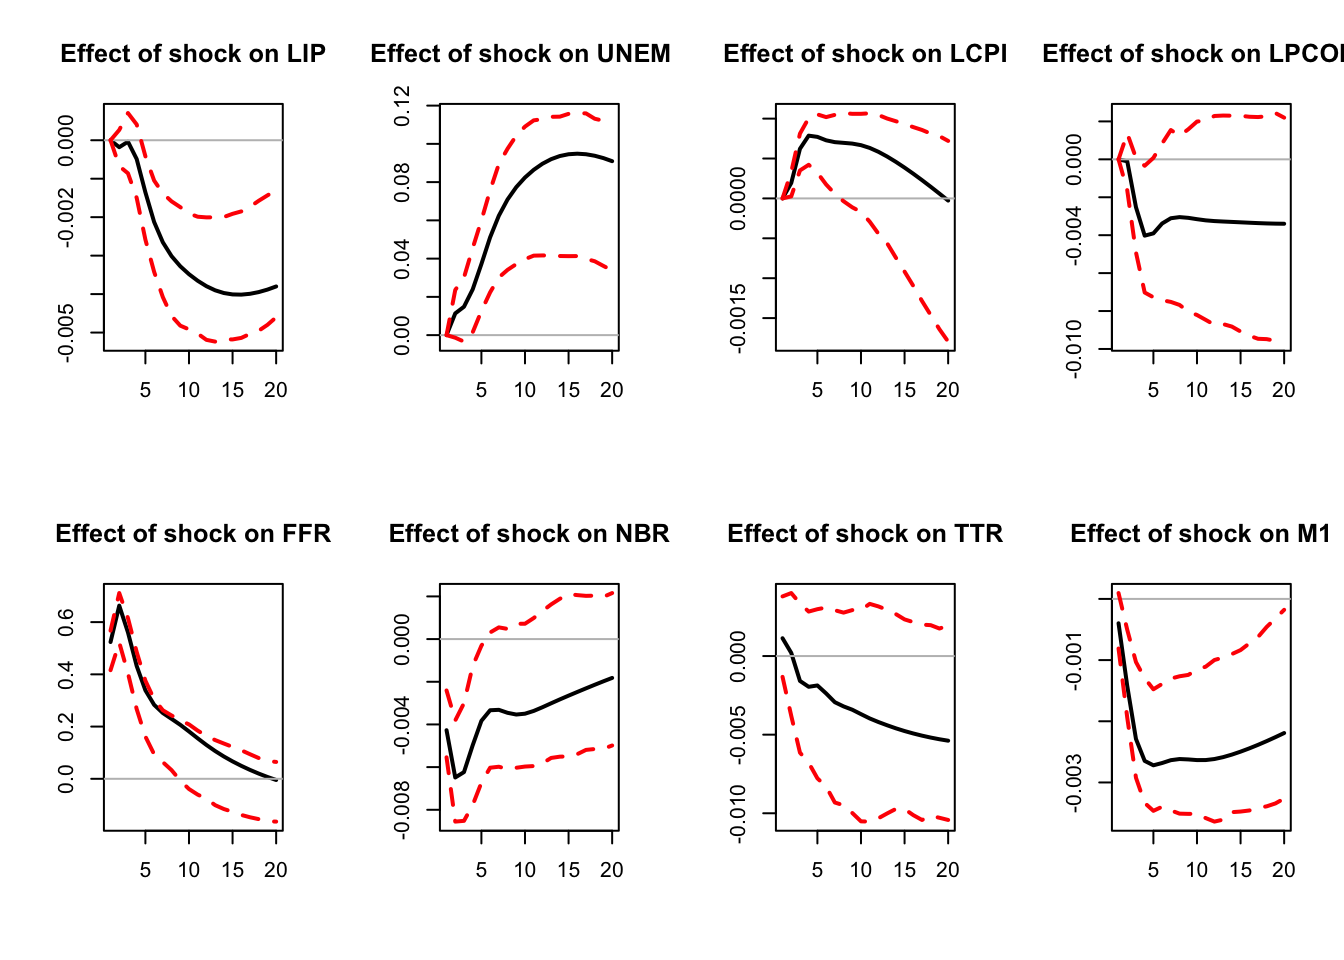 Effect of shock on LIP
Effect of shock on UNEM
Effect of shock on LCPI
Effect of shock on LPCO
0.000
-0.002
-0.005
5 10 15 20
0.12
0.08
0.04
0.00
5 10 15 20
0.0000
-0.0015
5 10 15 20
0.000
-0.004
-0.010
5 10 15 20
Effect of shock on FFR
Effect of shock on NBR
Effect of shock on TTR
Effect of shock on M1
0.6
0.4
0.2
0.0
5 10 15 20
0.000
-0.004
-0.008
5 10 15 20
0.000
-0.005
-0.010
5 10 15 20
-0.001
-0.003
5 10 15 20